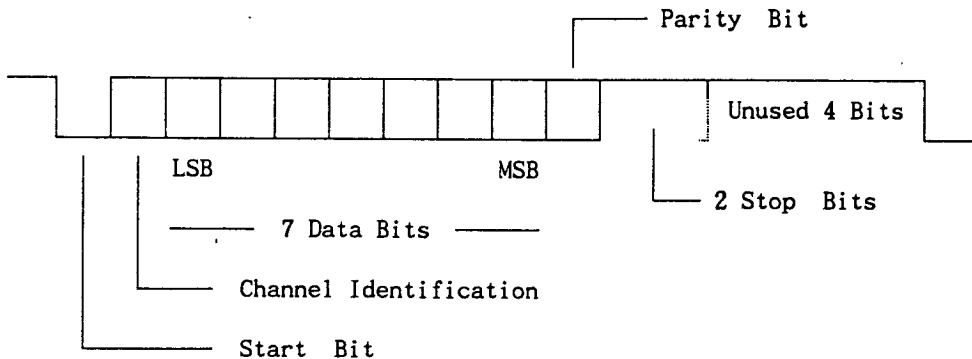 Parity Bit
Unused 4 Bits
LSB MSB
2 Stop Bits
7 Data Bits
Channel Identification
Start Bit